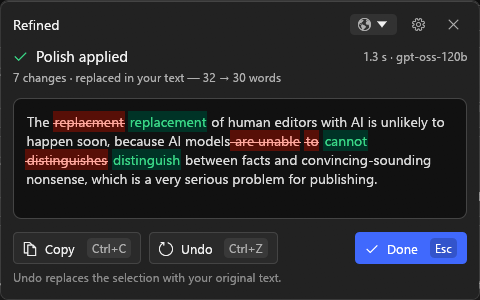 Refined
Polish applied
1.3 s · gpt-oss-120b
7 changes · replaced in your text — 32 → 30 words
The replacment replacement of human editors with AI is unlikely to
happen soon, because AI models are unable to cannot
distinguishes distinguish between facts and convincing-sounding
nonsense, which is a very serious problem for publishing.
Copy Ctrl+C Undo Ctrl+Z Done Esc
Undo replaces the selection with your original text.